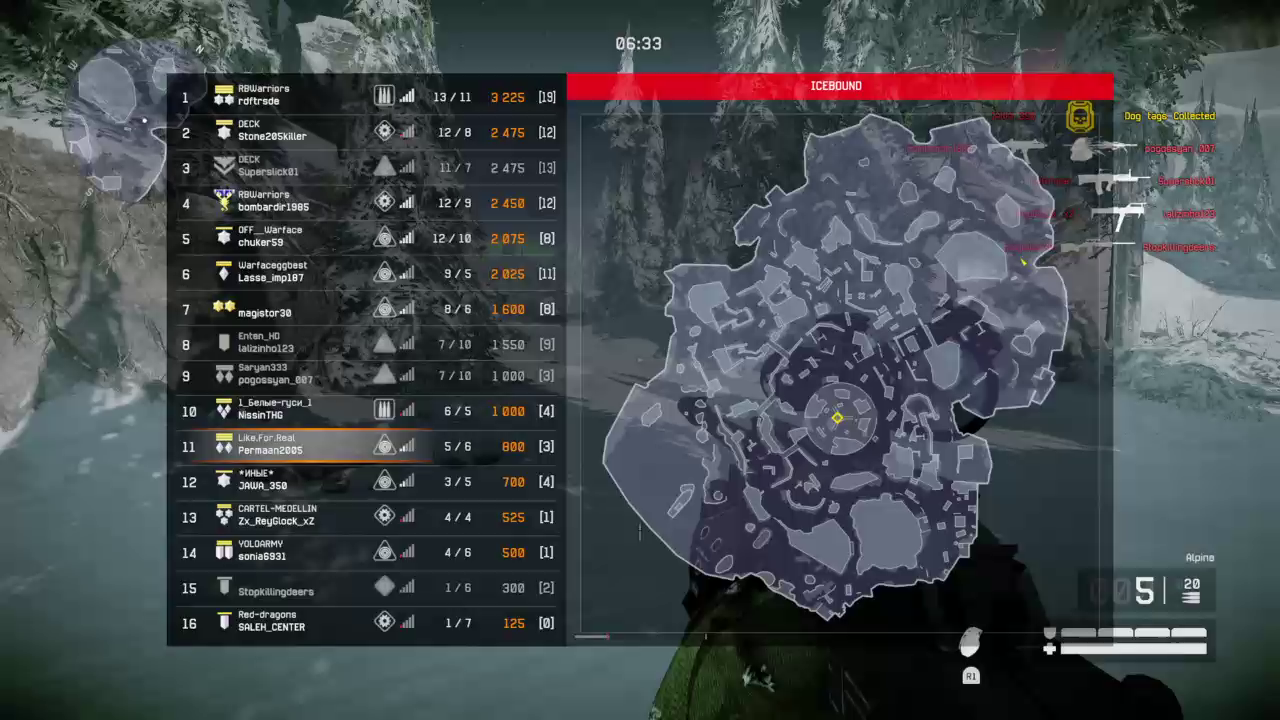 06:33
ICEBOUND
1 RBWarriors rdftrsde 13 / 11 3 225 [19]
2 DECK Stone20Skiller 12 / 8 2 475 [12]
3 DECK Superslick01 11 / 7 2 475 [13]
4 RBWarriors bombardir1985 12 / 9 2 450 [12]
5 OFF__Warface chuker59 12 / 10 2 075 [8]
6 Warfaceggbest Lasse_imp187 9 / 5 2 025 [11]
7 magistor30 8 / 6 1 600 [8]
8 Enten_HD lalizinho123 7 / 10 1 550 [9]
9 Saryan333 pogossyan_007 7 / 10 1 000 [3]
10 1_Белые-гуси_1 NissinTHG 6 / 5 1 000 [4]
11 Like.For.Real Permaan2005 5 / 6 800 [3]
12 *ИНЫЕ* JAWA_350 3 / 5 700 [4]
13 CARTEL-MEDELLIN Zx_ReyGlock_xZ 4 / 4 525 [1]
14 YOLOARMY sonia6931 4 / 6 500 [1]
15 Stopkillingdeers 1 / 6 300 [2]
16 Red-dragons SALEH_CENTER 1 / 7 125 [0]
Dog tags Collected
pogossyan_007
Superslick01
lalizinho123
Stopkillingdeers
N
W
S
Alpine
5 | 20
R1